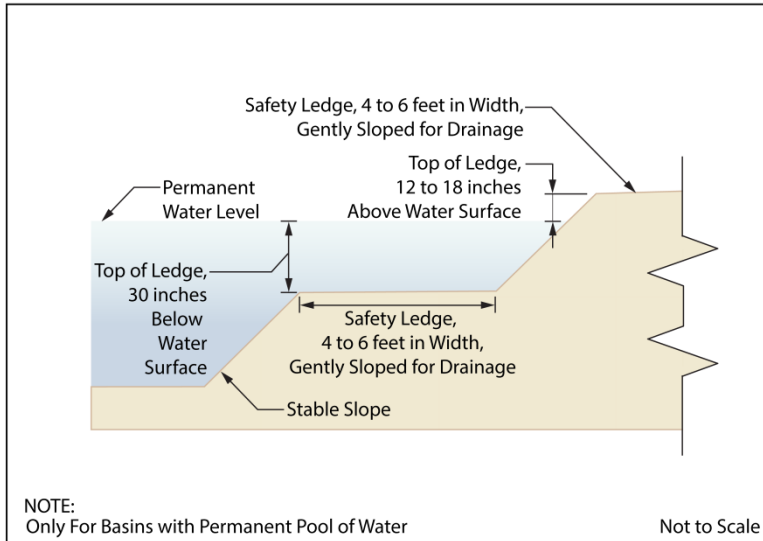 Safety Ledge, 4 to 6 feet in Width,
Gently Sloped for Drainage
Top of Ledge,
12 to 18 inches
Above Water Surface
Permanent
Water Level
Top of Ledge,
30 inches
Below
Water
Surface
Safety Ledge,
4 to 6 feet in Width,
Gently Sloped for Drainage
Stable Slope
NOTE:
Only For Basins with Permanent Pool of Water
Not to Scale